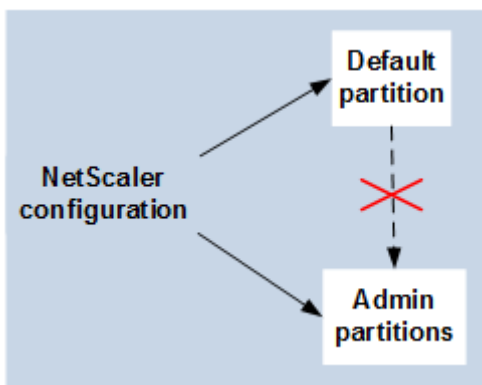 Default
partition
NetScaler
configuration
Admin
partitions